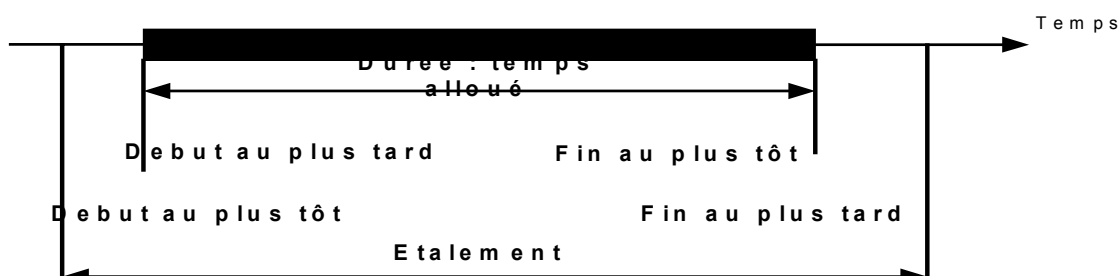 Temps
Durée : temps
alloué
Debut au plus tard
Fin au plus tôt
Debut au plus tôt
Fin au plus tard
Etalement